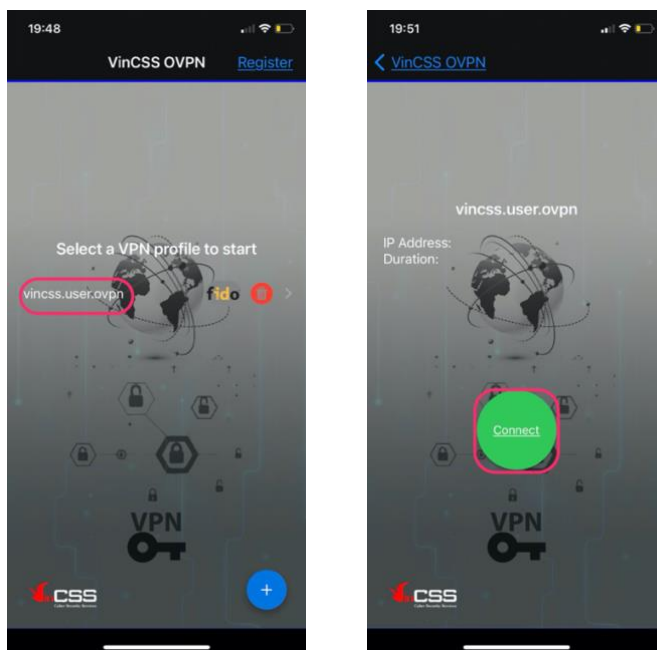 19:48
VinCSS OVPN
Register
Select a VPN profile to start
vincss.user.ovpn
fido
VPN
CSS
19:51
VinCSS OVPN
vincss.user.ovpn
IP Address:
Duration:
Connect
VPN
CSS